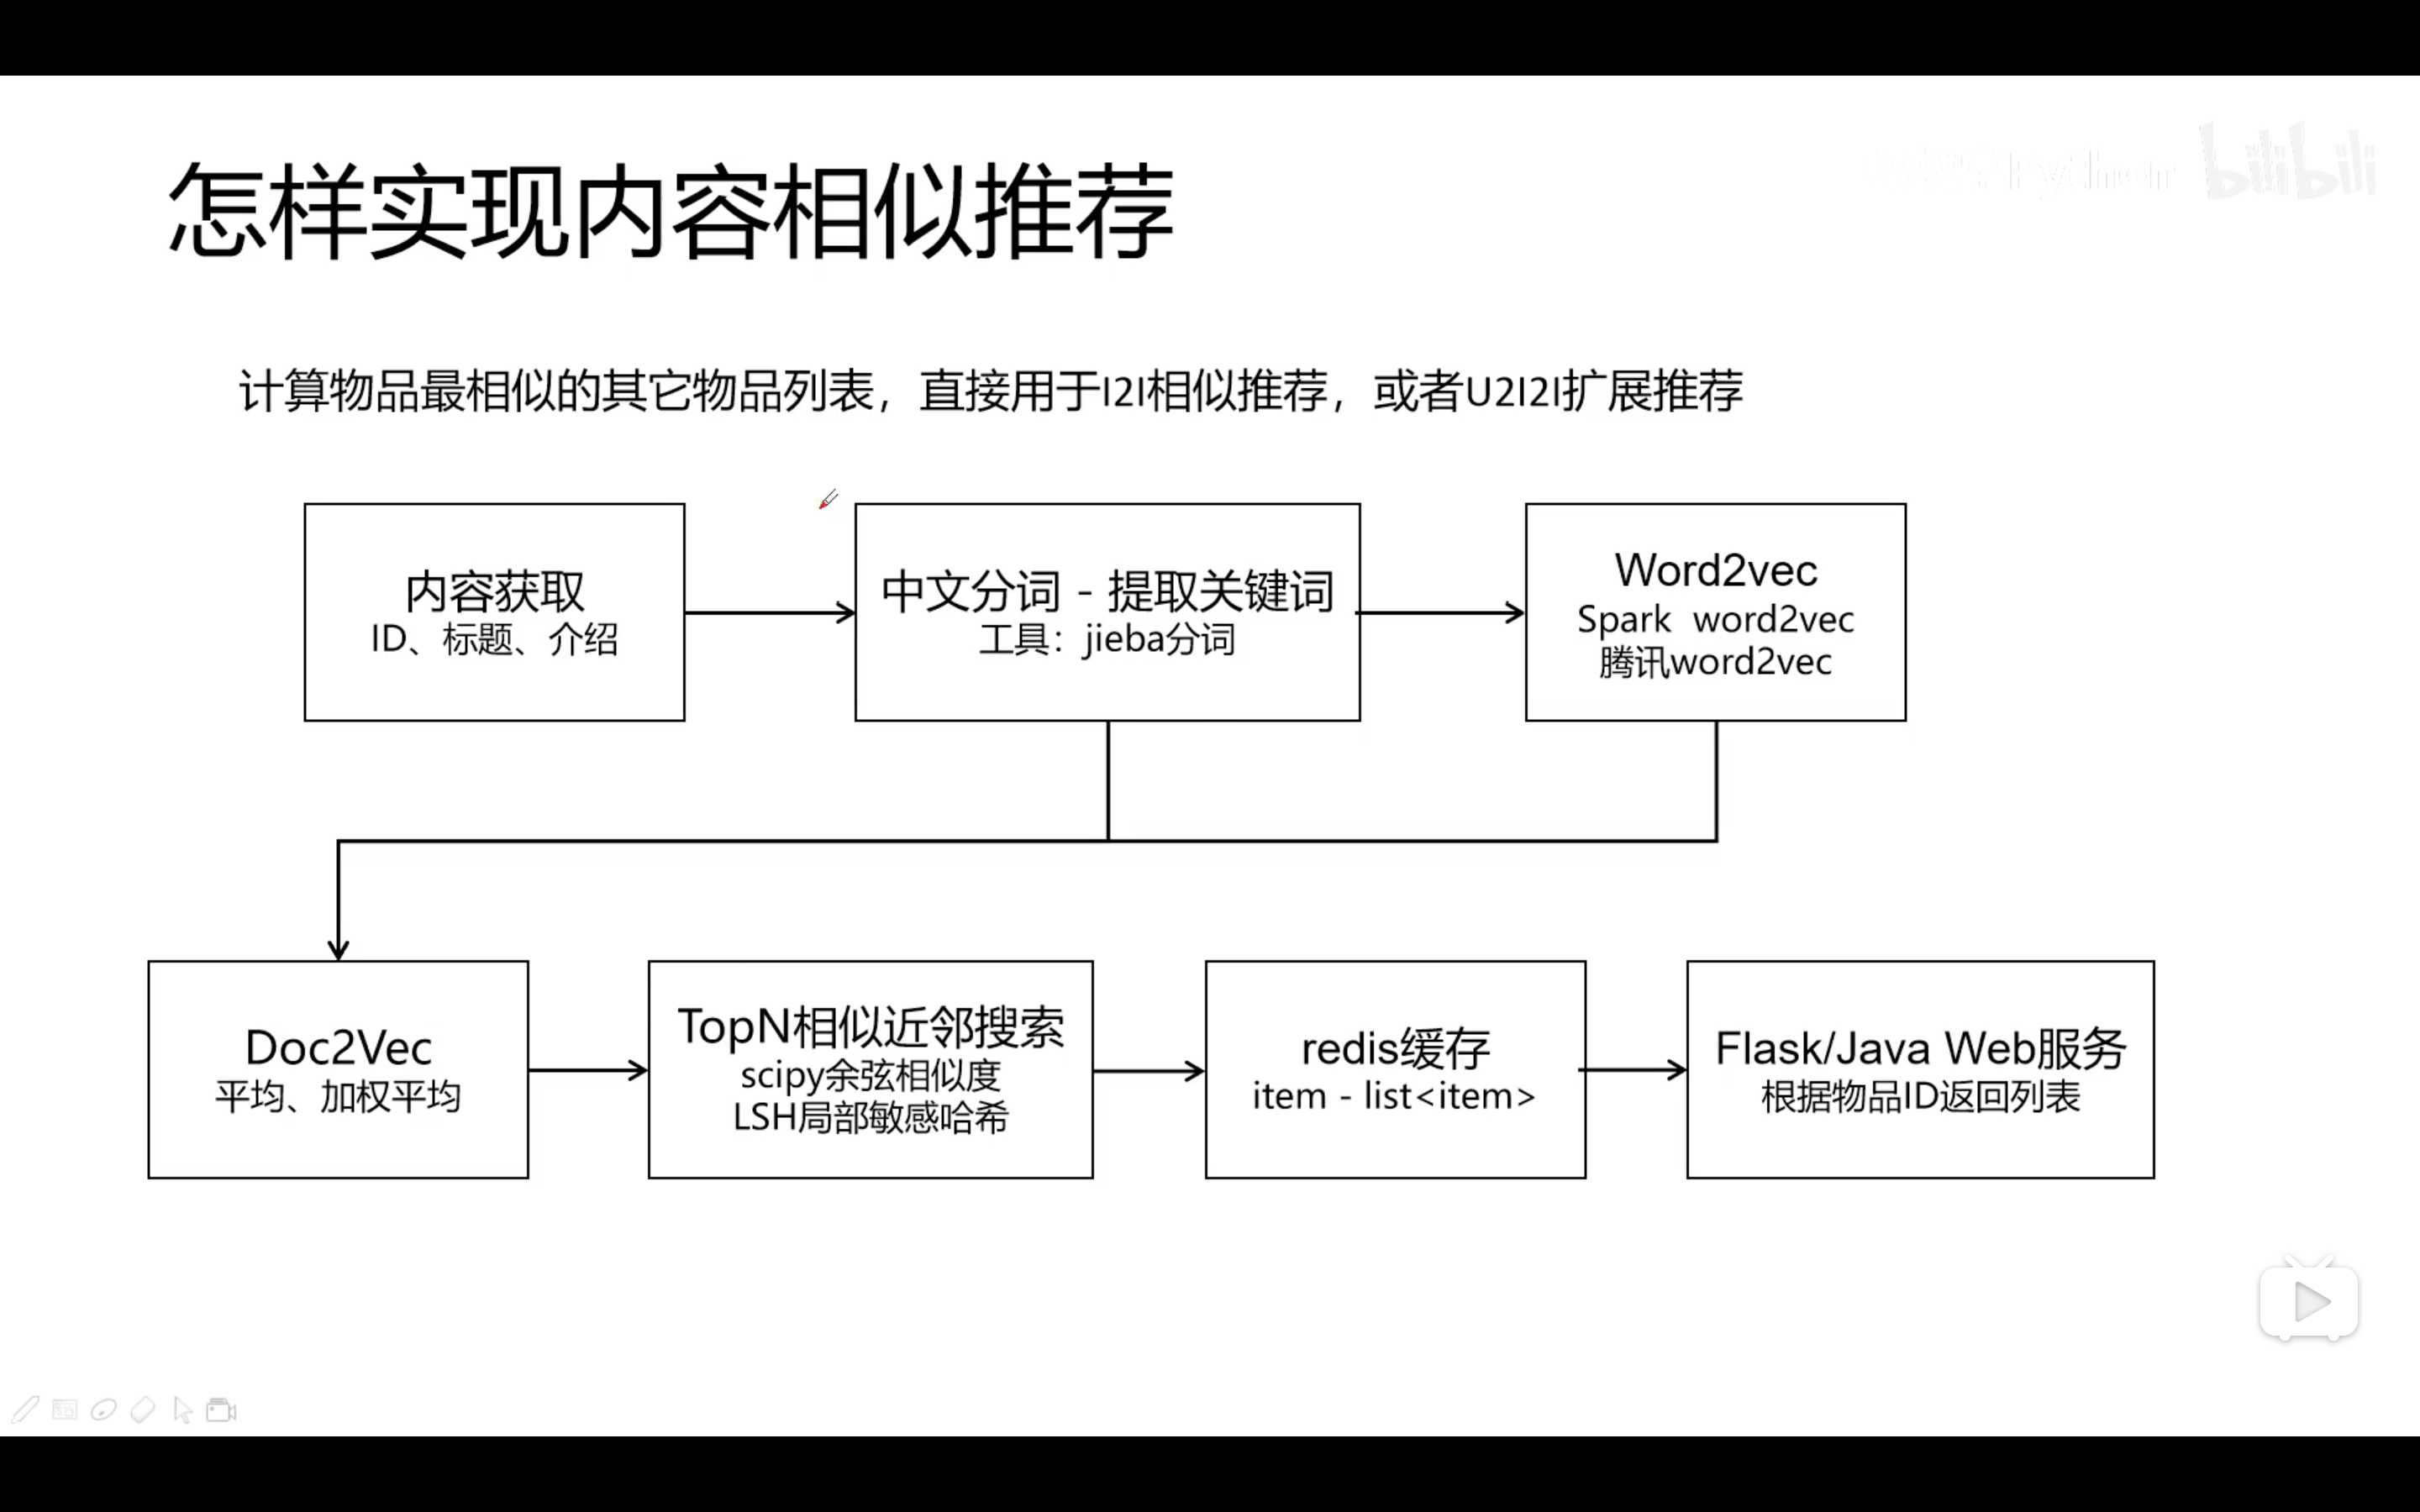 怎样实现内容相似推荐
bilibili
计算物品最相似的其它物品列表，直接用于I2I相似推荐，或者U2I2I扩展推荐
内容获取
ID、标题、介绍
中文分词 - 提取关键词
工具：jieba分词
Word2vec
Spark word2vec
腾讯word2vec
Doc2Vec
平均、加权平均
TopN相似近邻搜索
scipy余弦相似度
LSH局部敏感哈希
redis缓存
item - list<item>
Flask/Java Web服务
根据物品ID返回列表